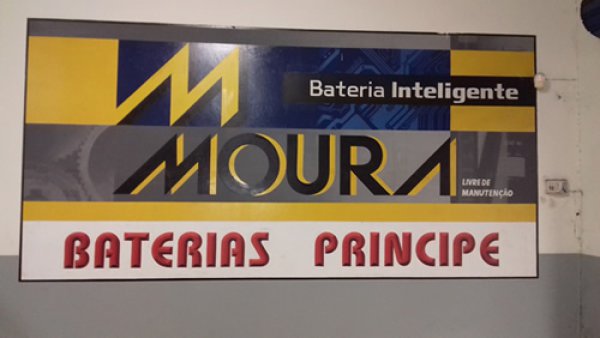 Bateria Inteligente
MOURA
LIVRE DE
MANUTENÇÃO
BATERIAS PRINCIPE